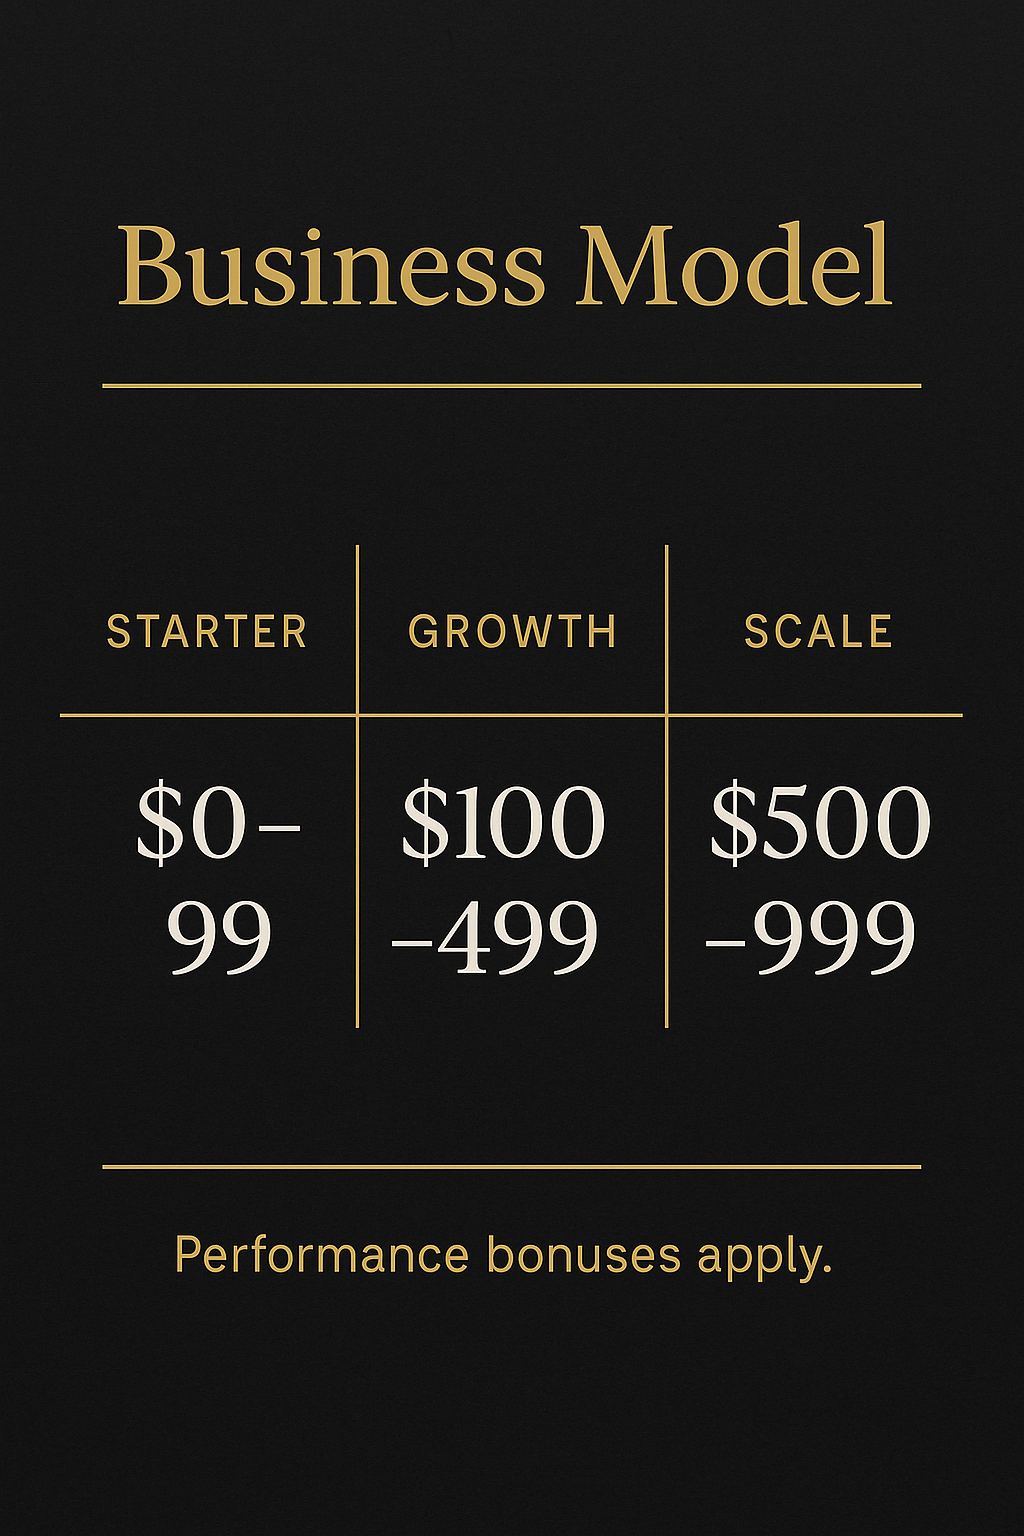 Business Model
STARTER GROWTH SCALE
$0– $100 $500
99 –499 –999
Performance bonuses apply.